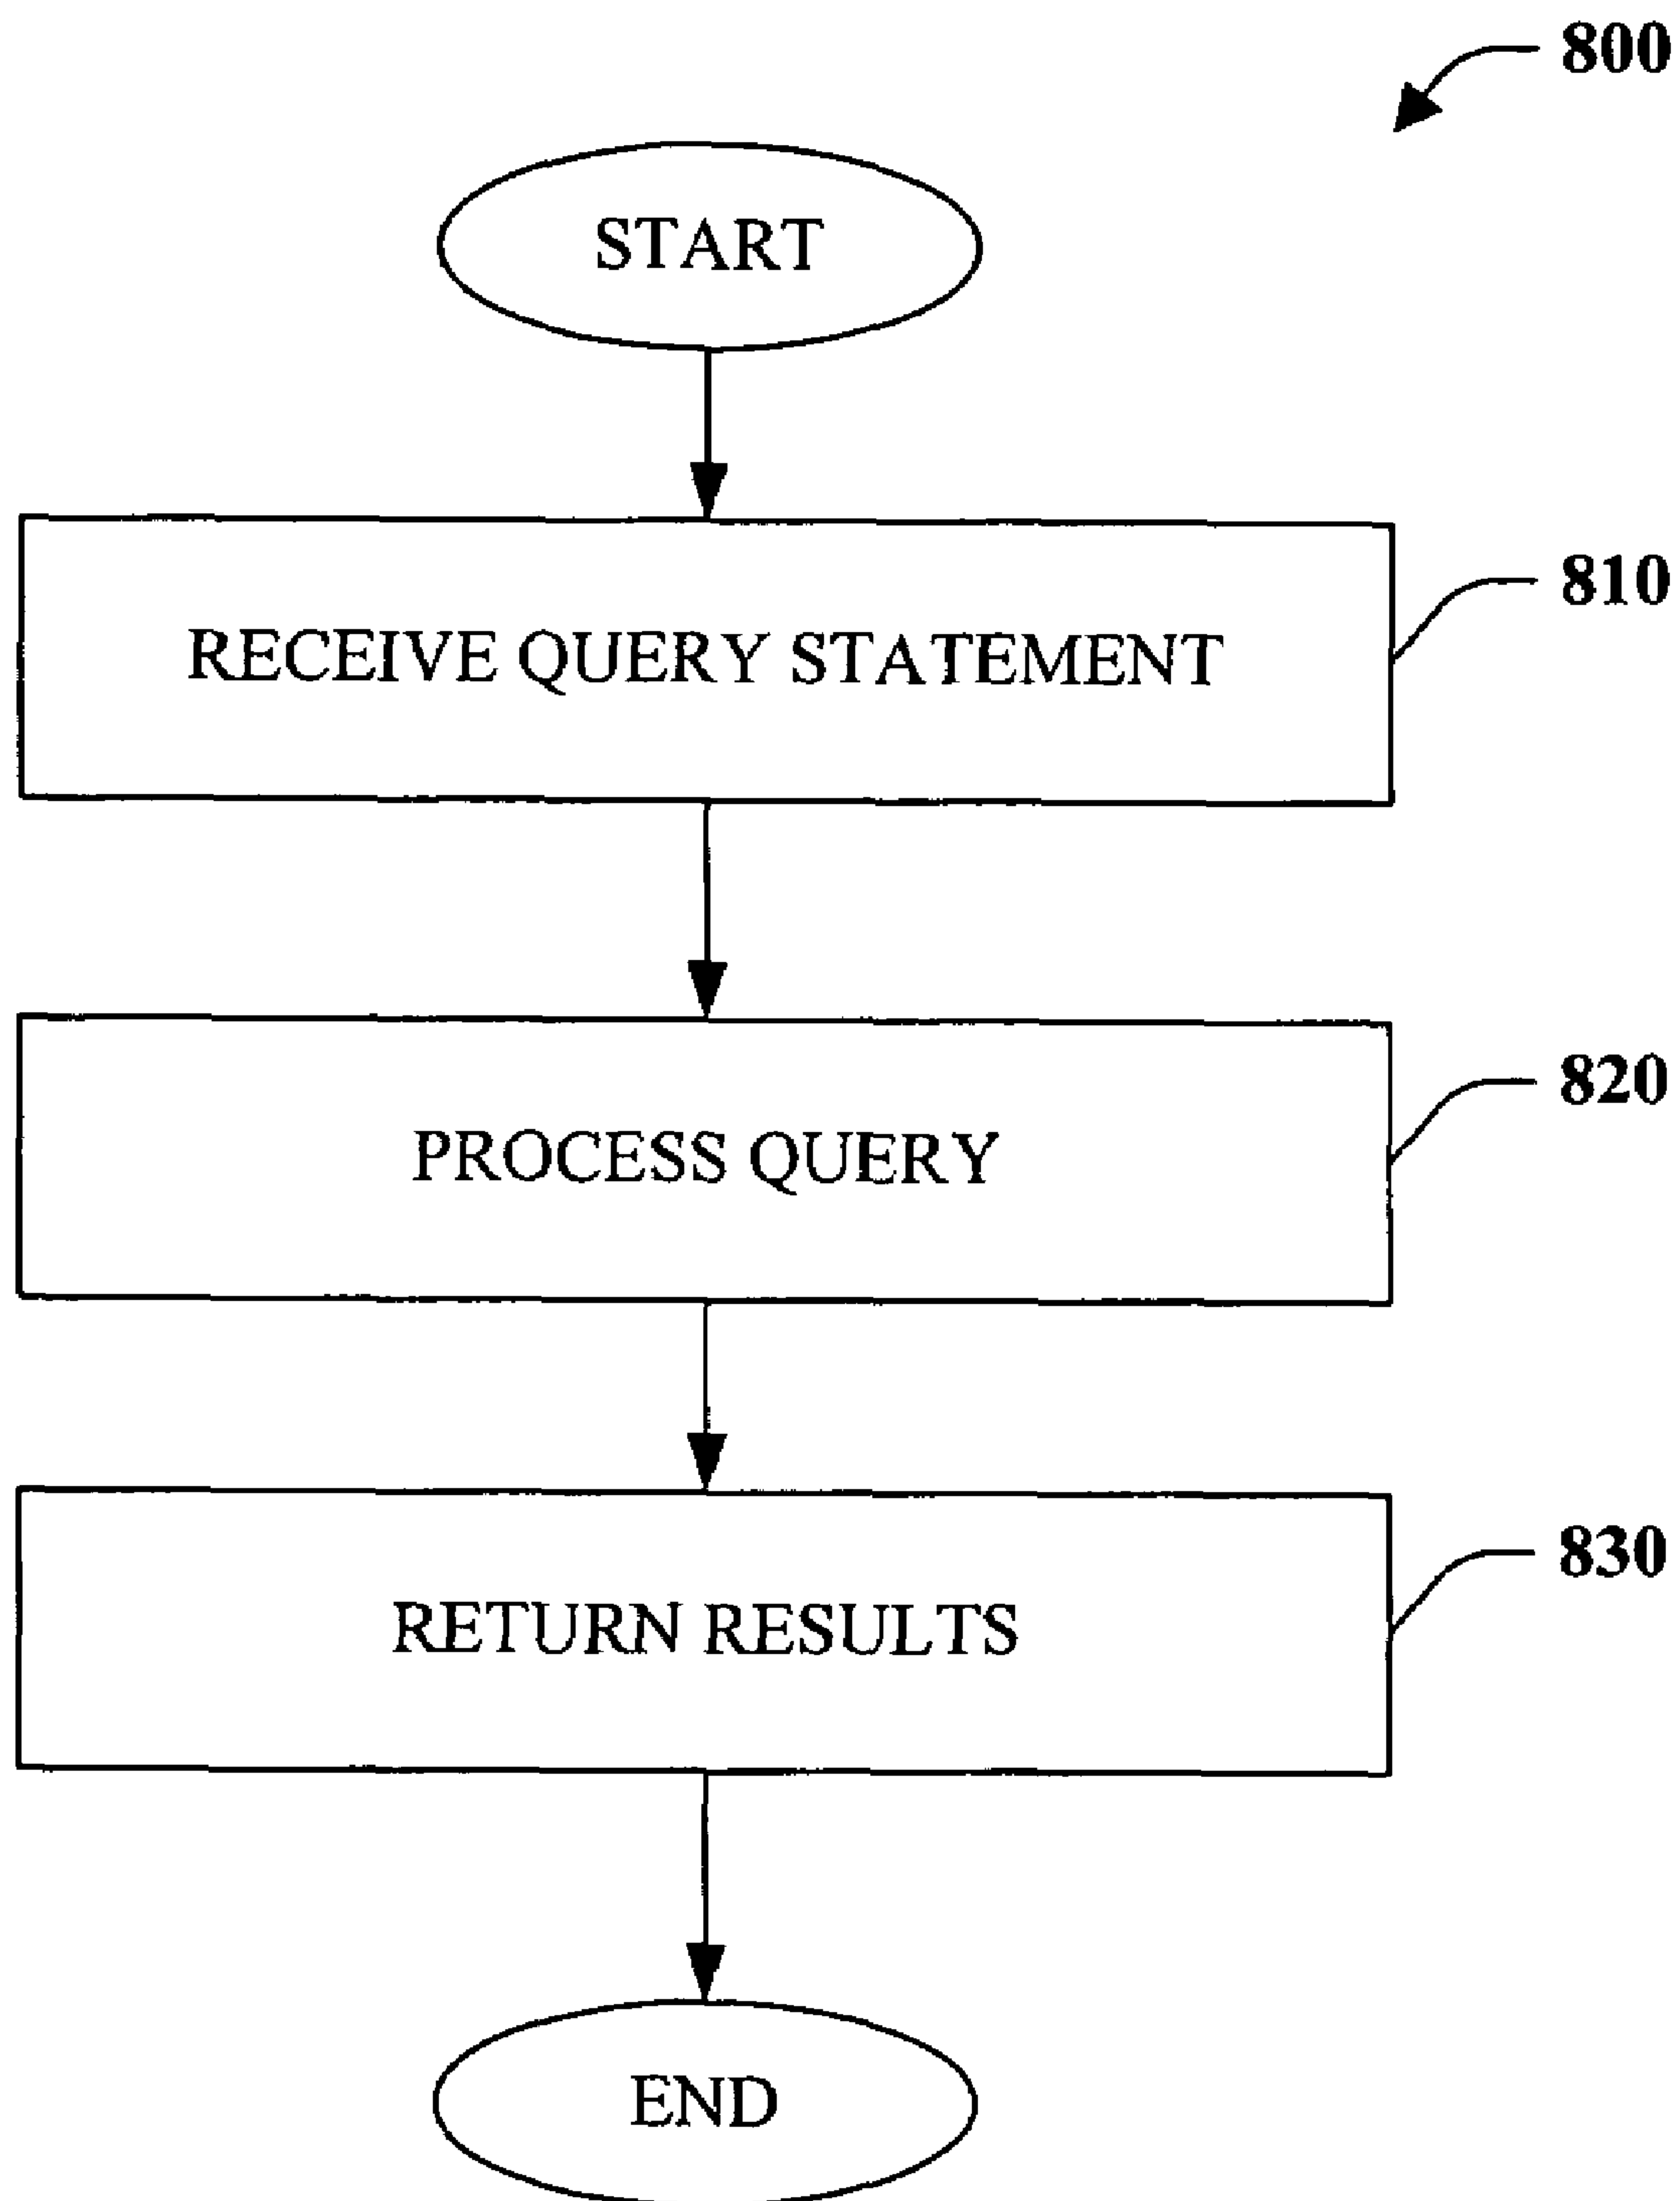 800
START
RECEIVE QUERY STATEMENT
810
PROCESS QUERY
820
RETURN RESULTS
830
END